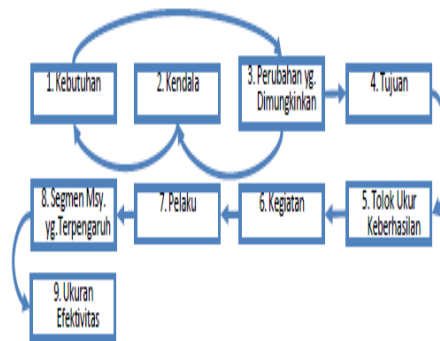 1. Kebutuhan
2. Kendala
3. Perubahan yg.
Dimungkinkan
4. Tujuan
8. Segmen Msy.
yg. Terpengaruh
7. Pelaku
6. Kegiatan
5. Tolok Ukur
Keberhasilan
9. Ukuran
Efektivitas